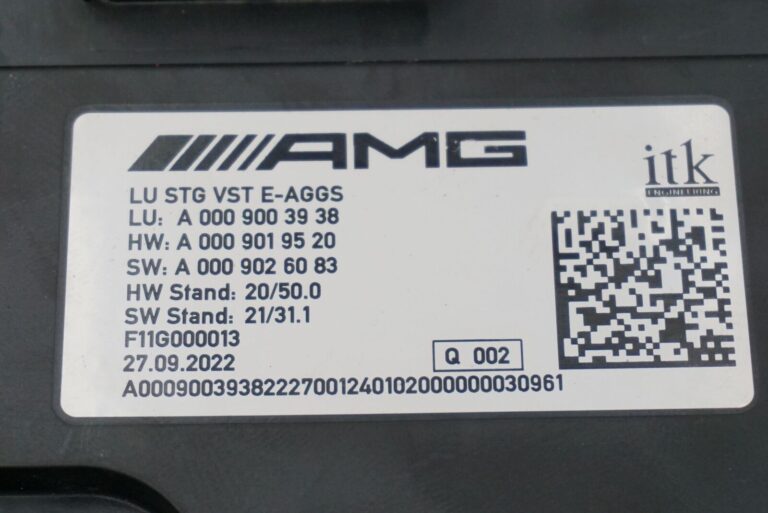 AMG
itk
ENGINEERING
LU STG VST E-AGGS
LU: A 000 900 39 38
HW: A 000 901 95 20
SW: A 000 902 60 83
HW Stand: 20/50.0
SW Stand: 21/31.1
F11G000013
27.09.2022
Q 002
A00090039382227001240102000000030961